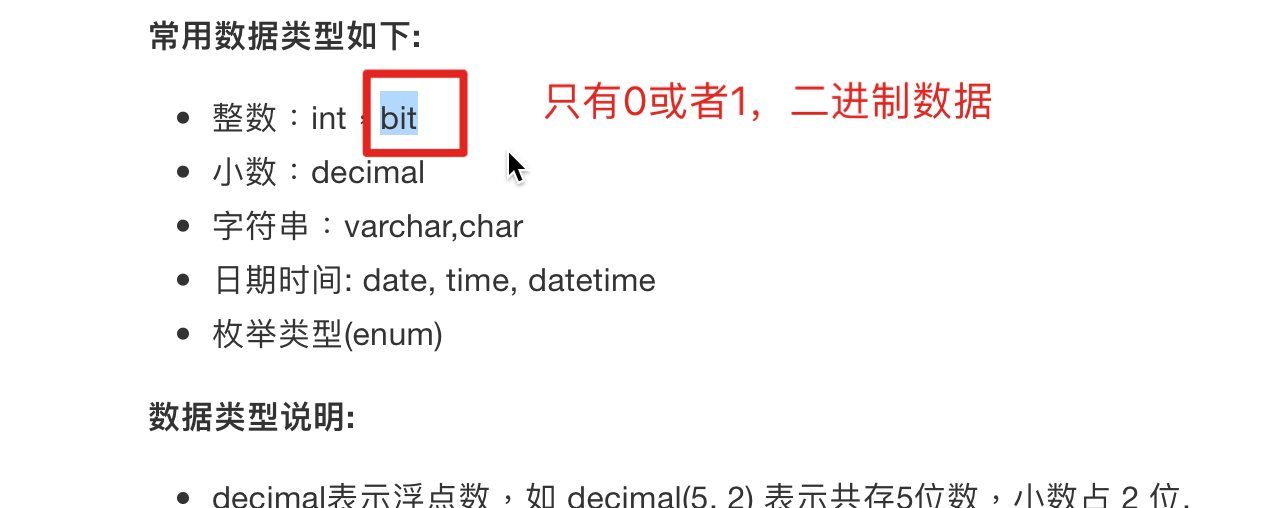 常用数据类型如下:
整数：int，bit
只有0或者1，二进制数据
小数：decimal
字符串：varchar,char
日期时间: date, time, datetime
枚举类型(enum)
数据类型说明:
decimal表示浮点数，如 decimal(5, 2) 表示共存5位数，小数占 2 位.